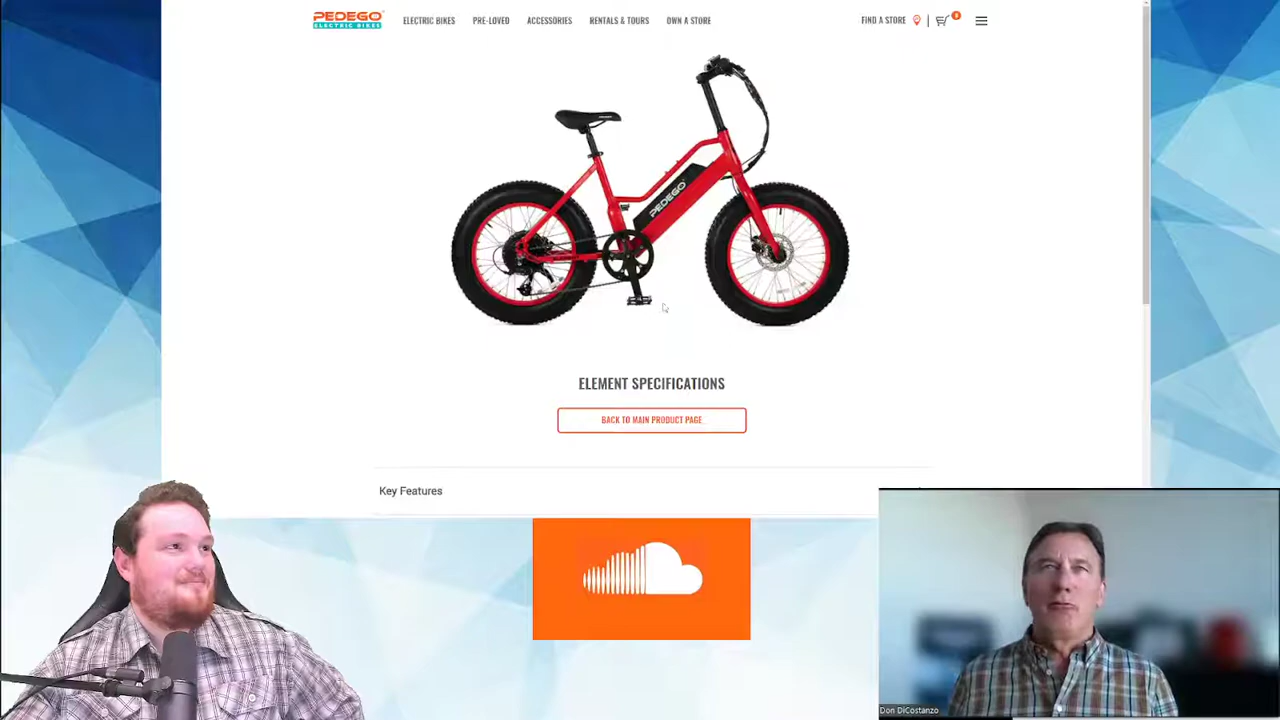 PEDEGO
ELECTRIC BIKES
ELECTRIC BIKES
PRE-LOVED
ACCESSORIES
RENTALS & TOURS
OWN A STORE
FIND A STORE
PEDEGO
ELEMENT SPECIFICATIONS
BACK TO MAIN PRODUCT PAGE
Key Features
Don DiCostanzo